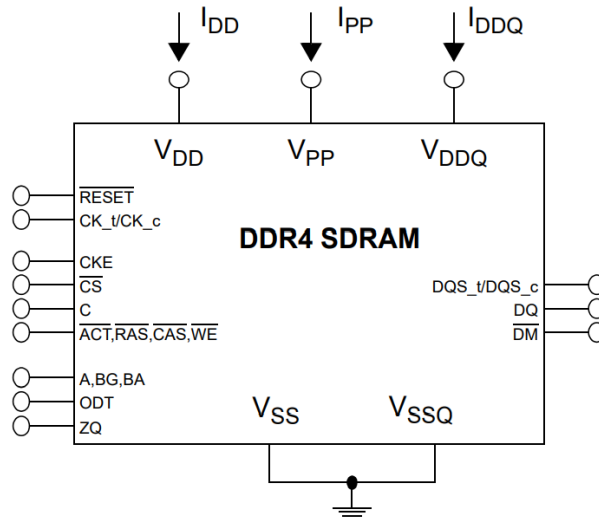 IDD IPP IDDQ
VDD VPP VDDQ
RESET
CK_t/CK_c
DDR4 SDRAM
CKE
CS
DQS_t/DQS_c
C
DQ
ACT,RAS,CAS,WE
DM
A,BG,BA
ODT
VSS VSSQ
ZQ